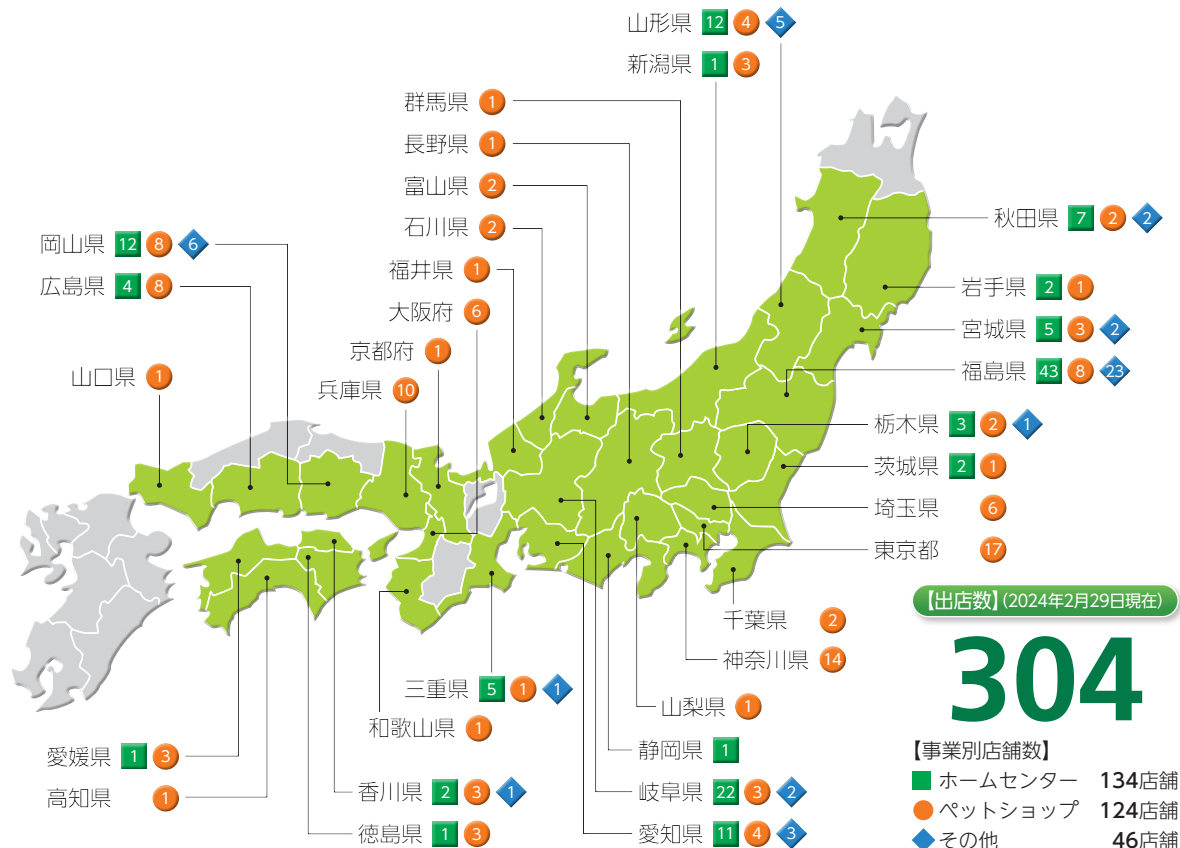 山形県 12 4 5
新潟県 1 3
群馬県 1
長野県 1
富山県 2
石川県 2
福井県 1
大阪府 6
京都府 1
兵庫県 10
岡山県 12 8 6
広島県 4 8
山口県 1
秋田県 7 2 2
岩手県 2 1
宮城県 5 3 2
福島県 43 8 23
栃木県 3 2 1
茨城県 2 1
埼玉県 6
東京都 17
千葉県 2
神奈川県 14
山梨県 1
静岡県 1
岐阜県 22 3 2
愛知県 11 4 3
三重県 5 1 1
和歌山県 1
愛媛県 1 3
高知県 1
香川県 2 3 1
徳島県 1 3
【出店数】(2024年2月29日現在)
304
【事業別店舗数】
ホームセンター 134店舗
ペットショップ 124店舗
その他 46店舗